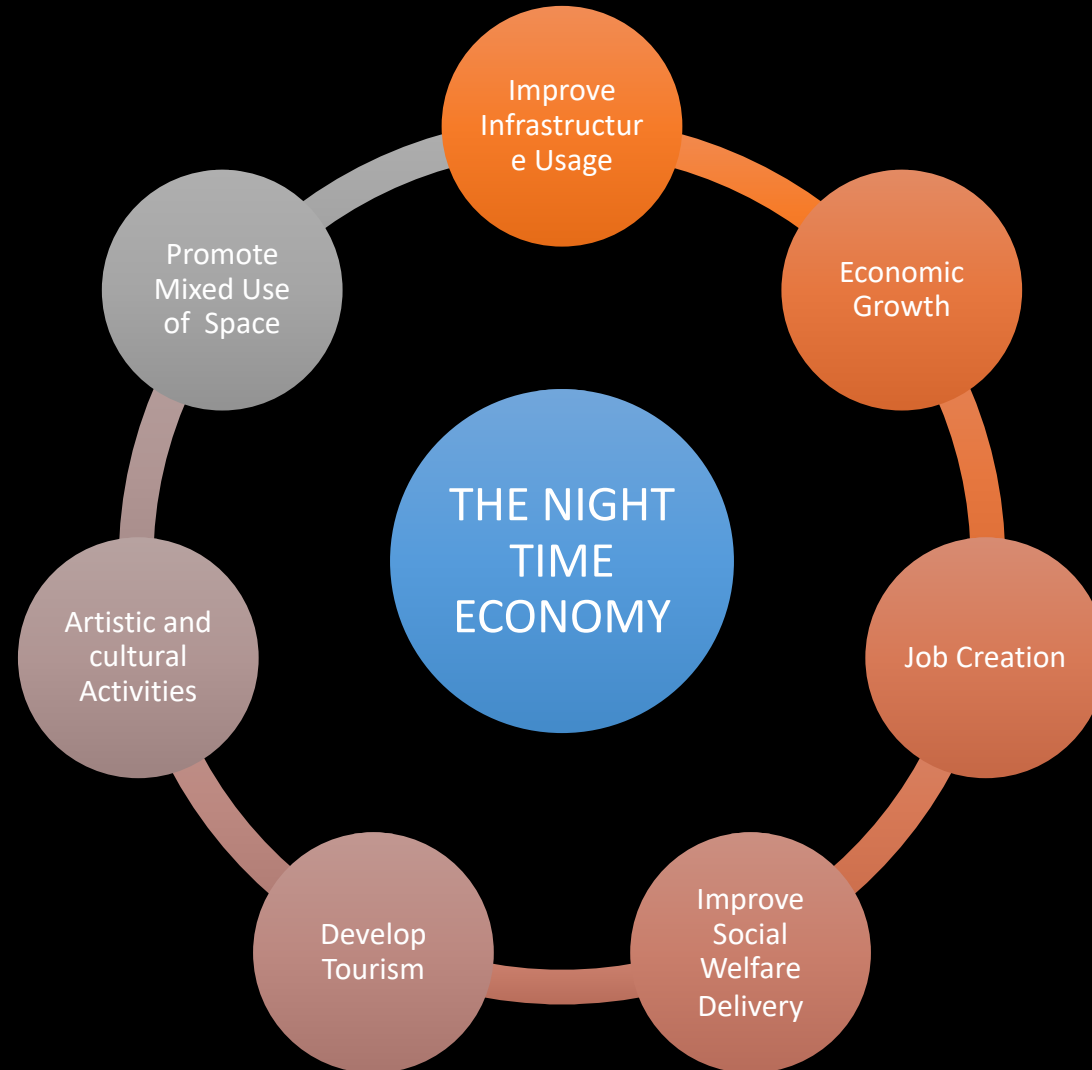 Improve
Infrastructur
e Usage
Economic
Growth
Job Creation
Improve
Social
Welfare
Delivery
Develop
Tourism
Artistic and
cultural
Activities
Promote
Mixed Use
of  Space
THE NIGHT
TIME
ECONOMY